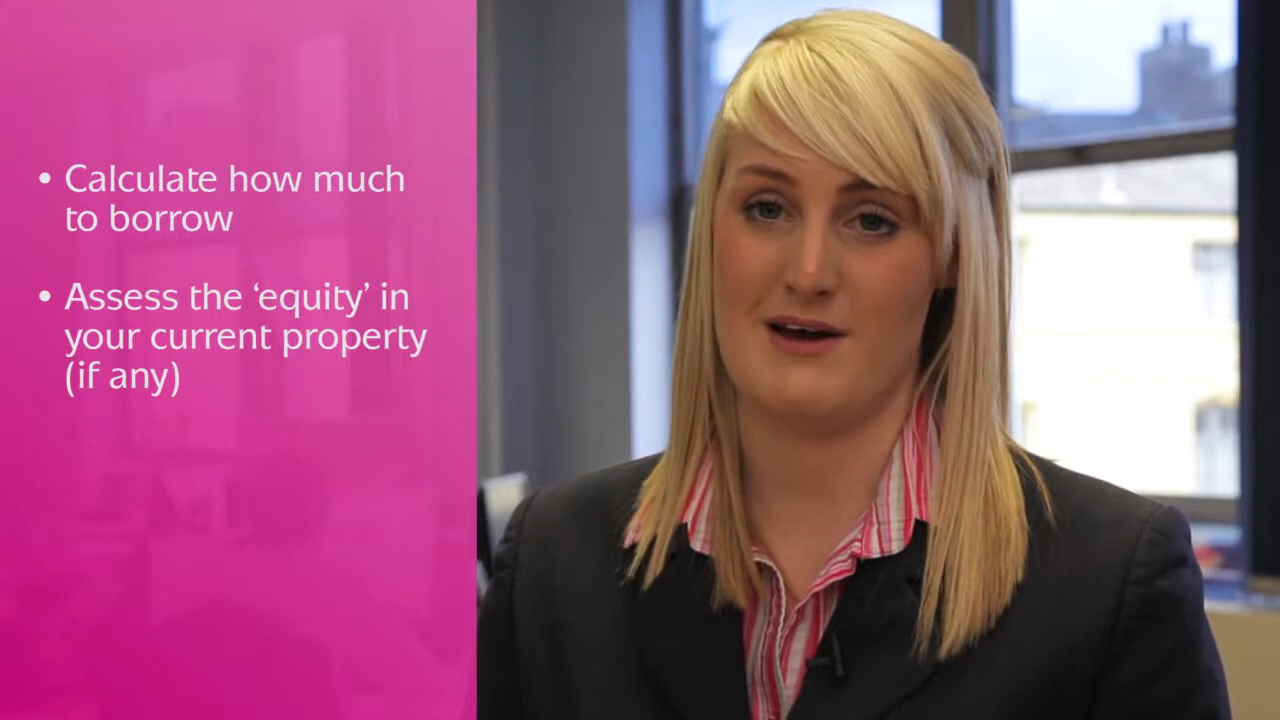 • Calculate how much
to borrow
• Assess the ‘equity’ in
your current property
(if any)